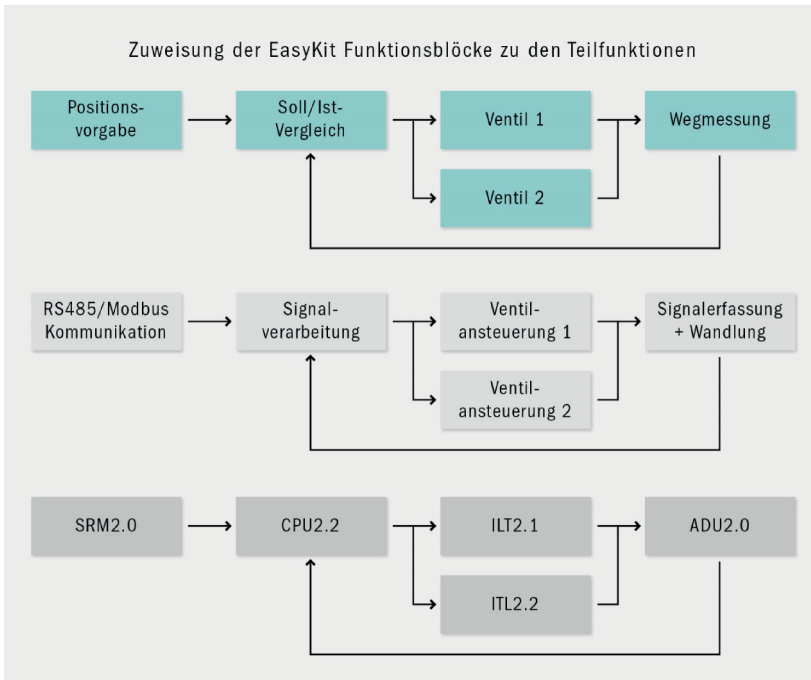 Zuweisung der EasyKit Funktionsblöcke zu den Teilfunktionen
Positions-
vorgabe
Soll/Ist-
Vergleich
Ventil 1
Wegmessung
Ventil 2
RS485/Modbus
Kommunikation
Signal-
verarbeitung
Ventil-
ansteuerung 1
Signalerfassung
+ Wandlung
Ventil-
ansteuerung 2
SRM2.0
CPU2.2
ILT2.1
ADU2.0
ITL2.2